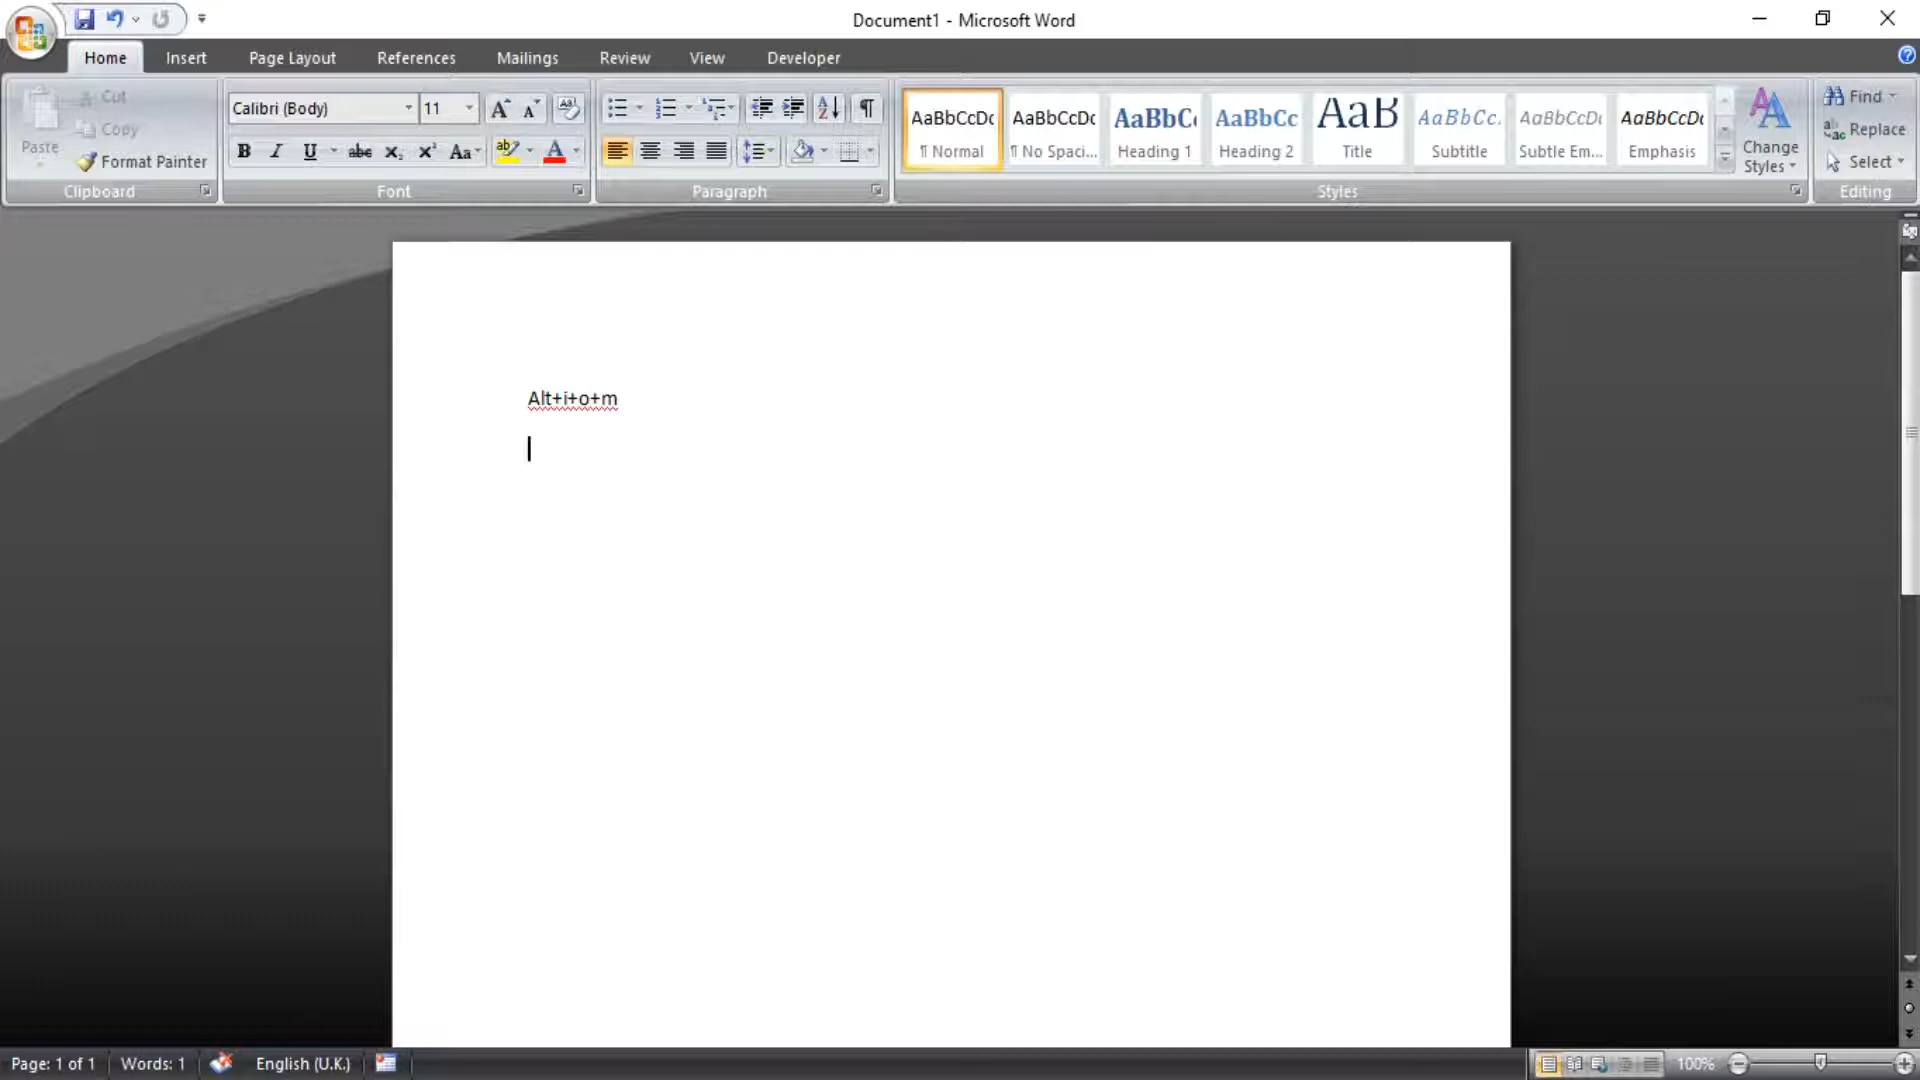 Document1 - Microsoft Word
Home Insert Page Layout References Mailings Review View Developer
Cut
Copy
Paste
Format Painter
Clipboard
Calibri (Body) 11
Font
Paragraph
AaBbCcDc AaBbCcDc AaBbC AaBbCc AaB AaBbCc. AaBbCcDc AaBbCcDc
¶ Normal ¶ No Spaci... Heading 1 Heading 2 Title Subtitle Subtle Em... Emphasis
Change
Styles
Styles
Find
Replace
Select
Editing
Alt+i+o+m
Page: 1 of 1 Words: 1 English (U.K.) 100%